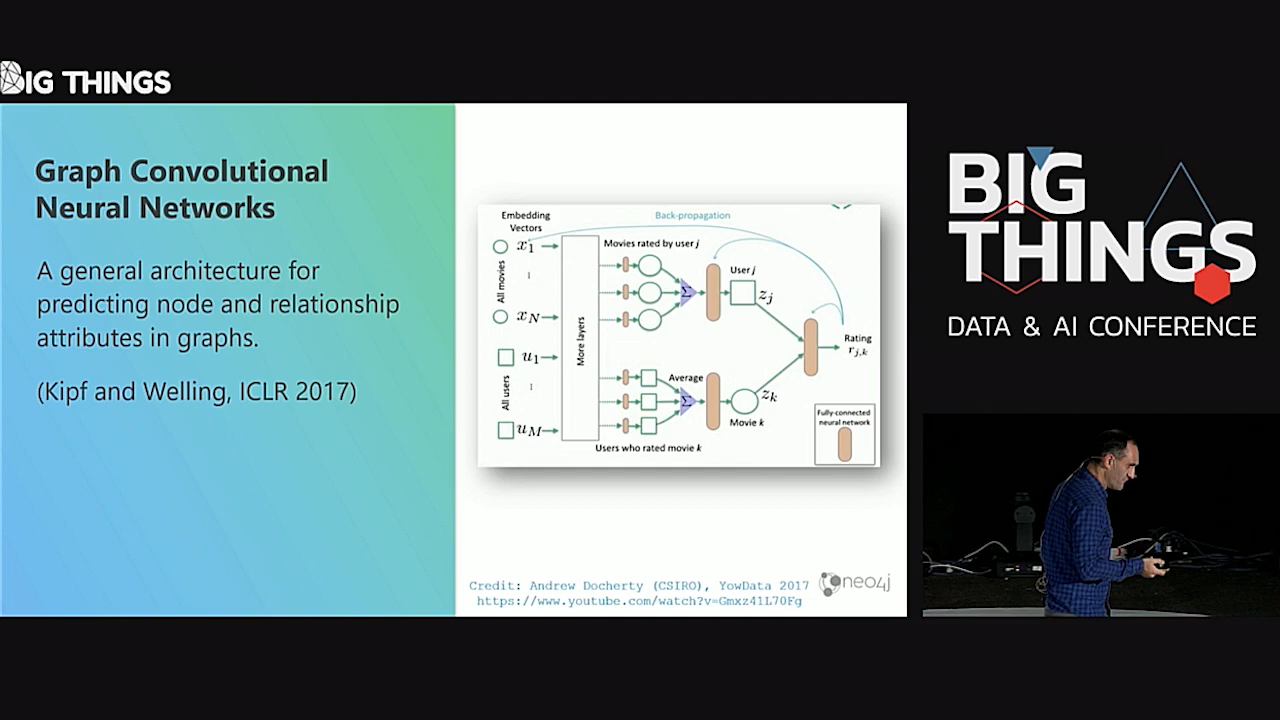 BIG THINGS
Graph Convolutional
Neural Networks
A general architecture for
predicting node and relationship
attributes in graphs.
(Kipf and Welling, ICLR 2017)
Embedding
Vectors
Back-propagation
x1
xN
All movies
u1
uM
All users
More layers
Movies rated by user j
Σ
User j
zj
Rating
rj,k
Average
Σ
zk
Movie k
Users who rated movie k
Fully-connected
neural network
Credit: Andrew Docherty (CSIRO), YowData 2017
https://www.youtube.com/watch?v=Gmxz41L70Fg
neo4j
BIG
THINGS
DATA & AI CONFERENCE